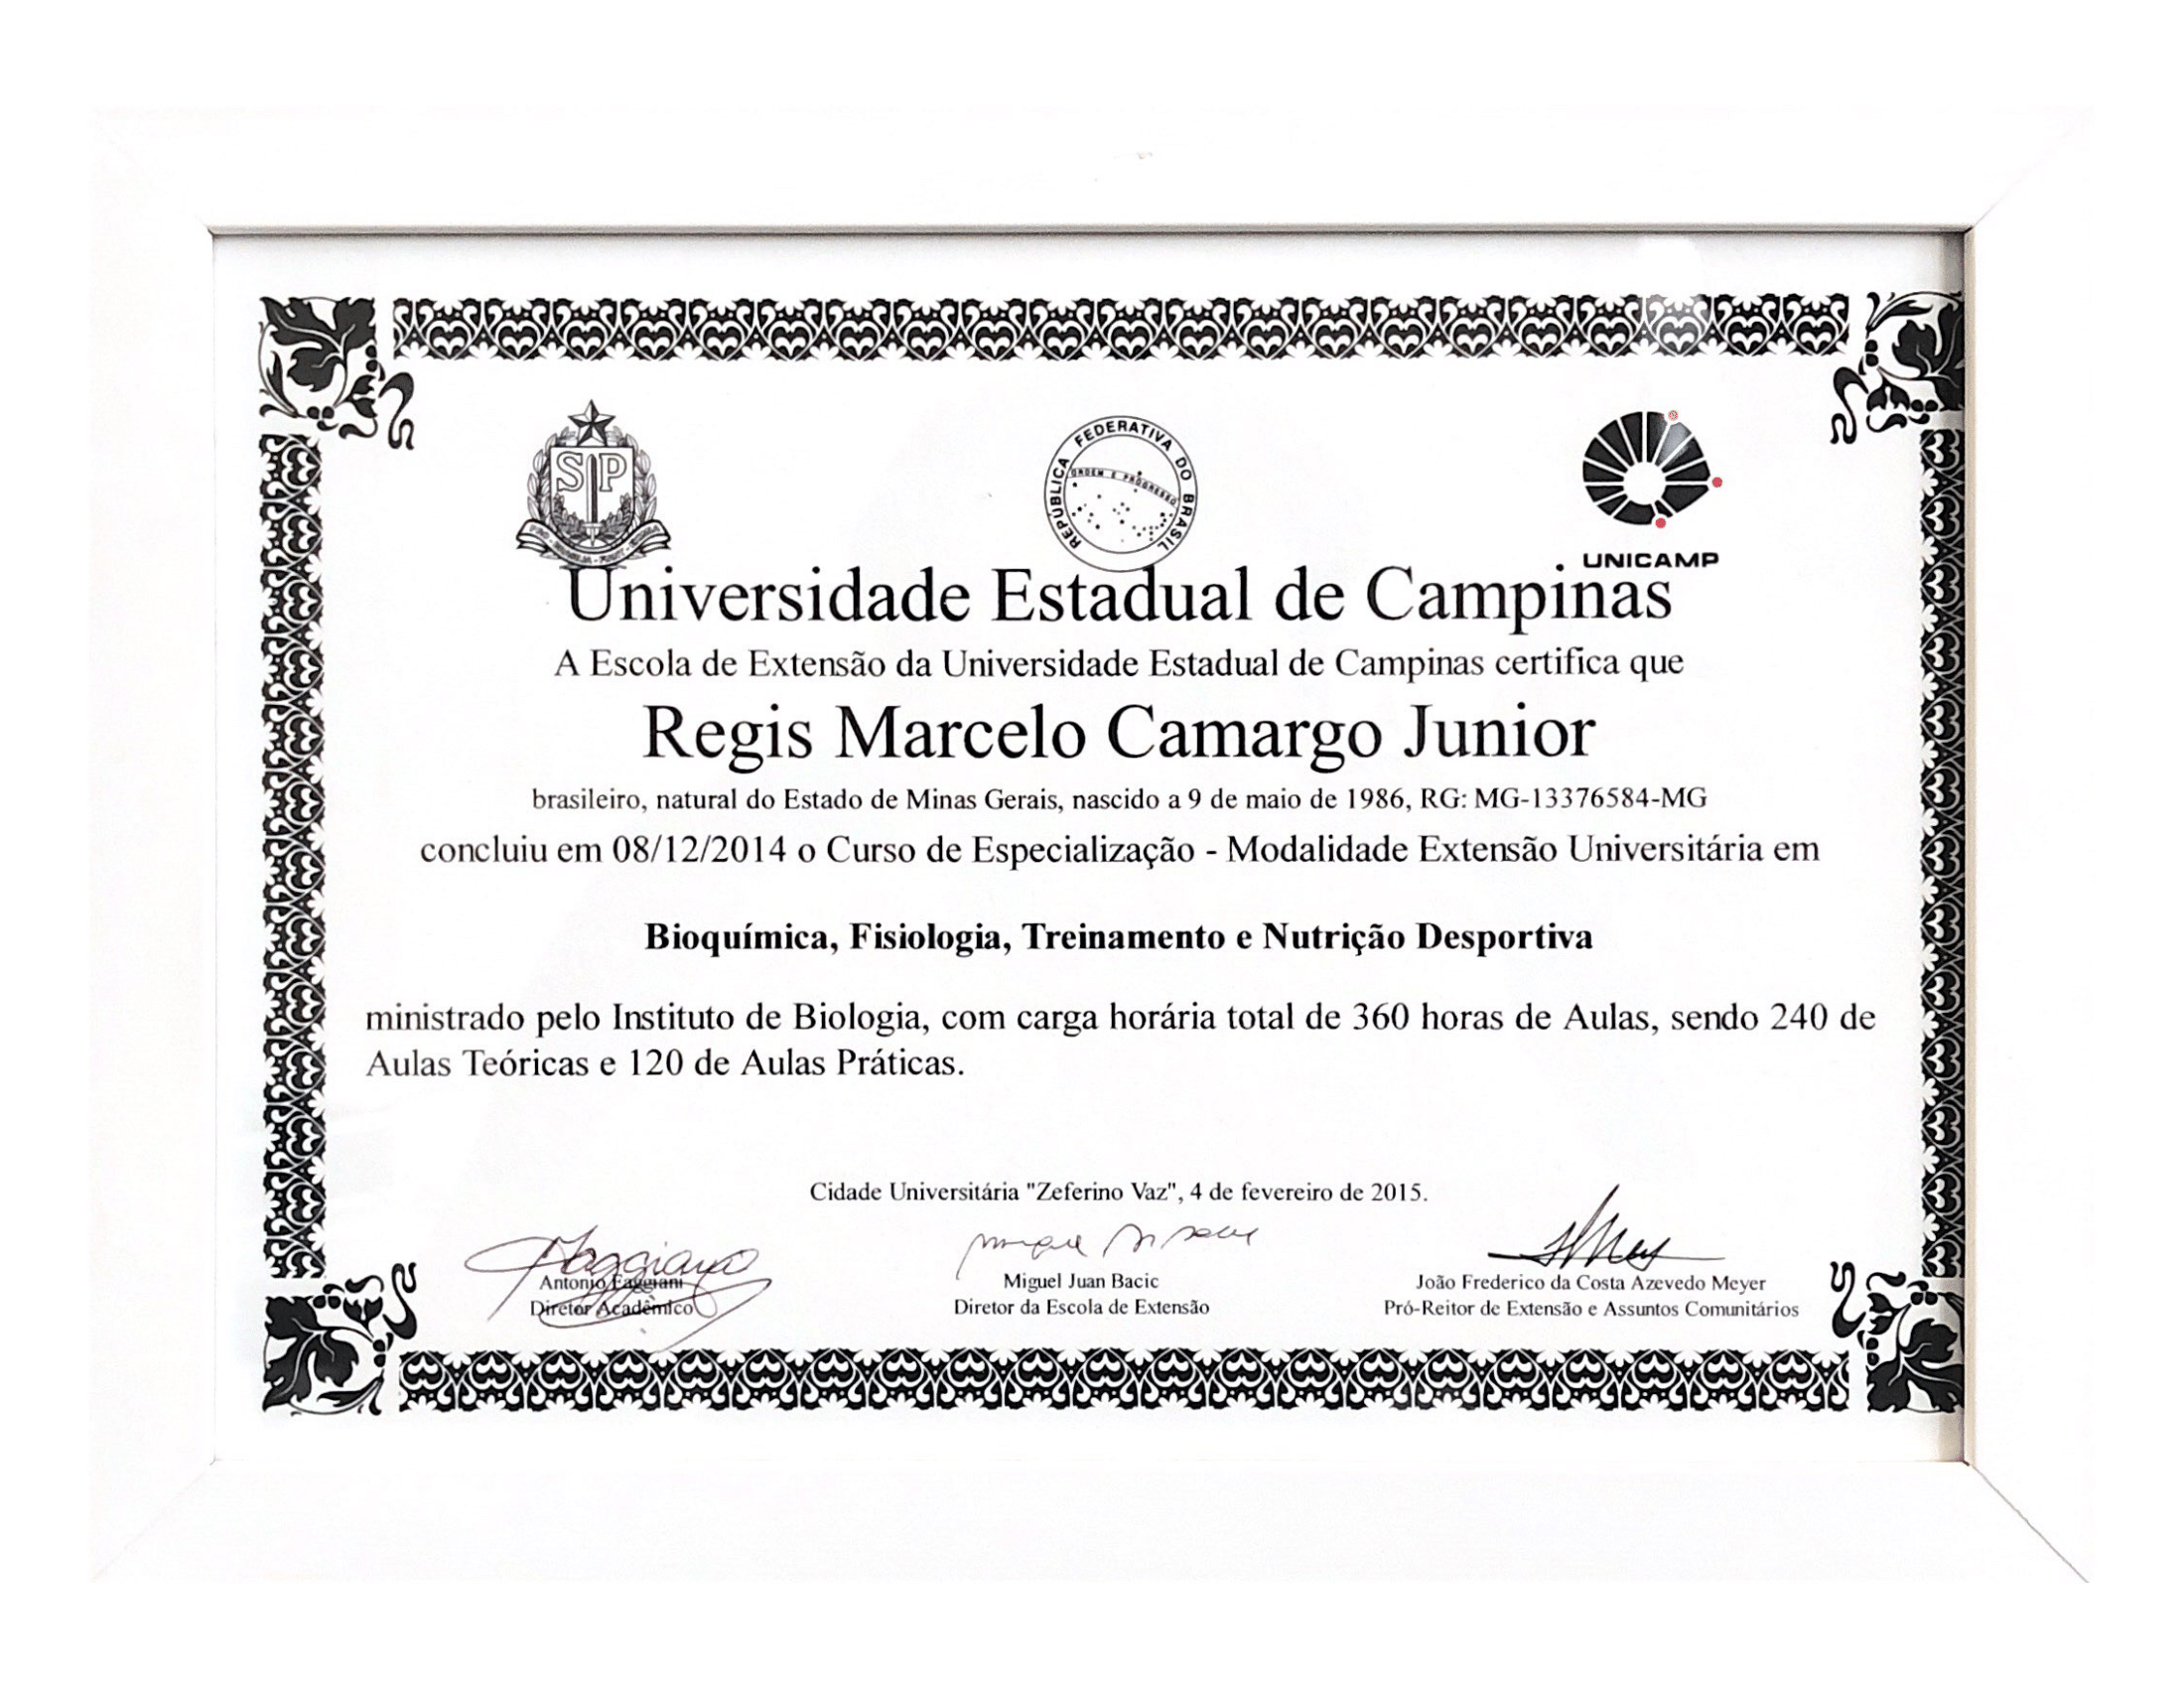 SP
REPÚBLICA FEDERATIVA DO BRASIL
ORDEM E PROGRESSO
UNICAMP
Universidade Estadual de Campinas
A Escola de Extensão da Universidade Estadual de Campinas certifica que
Regis Marcelo Camargo Junior
brasileiro, natural do Estado de Minas Gerais, nascido a 9 de maio de 1986, RG: MG-13376584-MG
concluiu em 08/12/2014 o Curso de Especialização - Modalidade Extensão Universitária em
Bioquímica, Fisiologia, Treinamento e Nutrição Desportiva
ministrado pelo Instituto de Biologia, com carga horária total de 360 horas de Aulas, sendo 240 de
Aulas Teóricas e 120 de Aulas Práticas.
Cidade Universitária "Zeferino Vaz", 4 de fevereiro de 2015.
Antonio Faggiani
Diretor Acadêmico
Miguel Juan Bacic
Diretor da Escola de Extensão
João Frederico da Costa Azevedo Meyer
Pró-Reitor de Extensão e Assuntos Comunitários